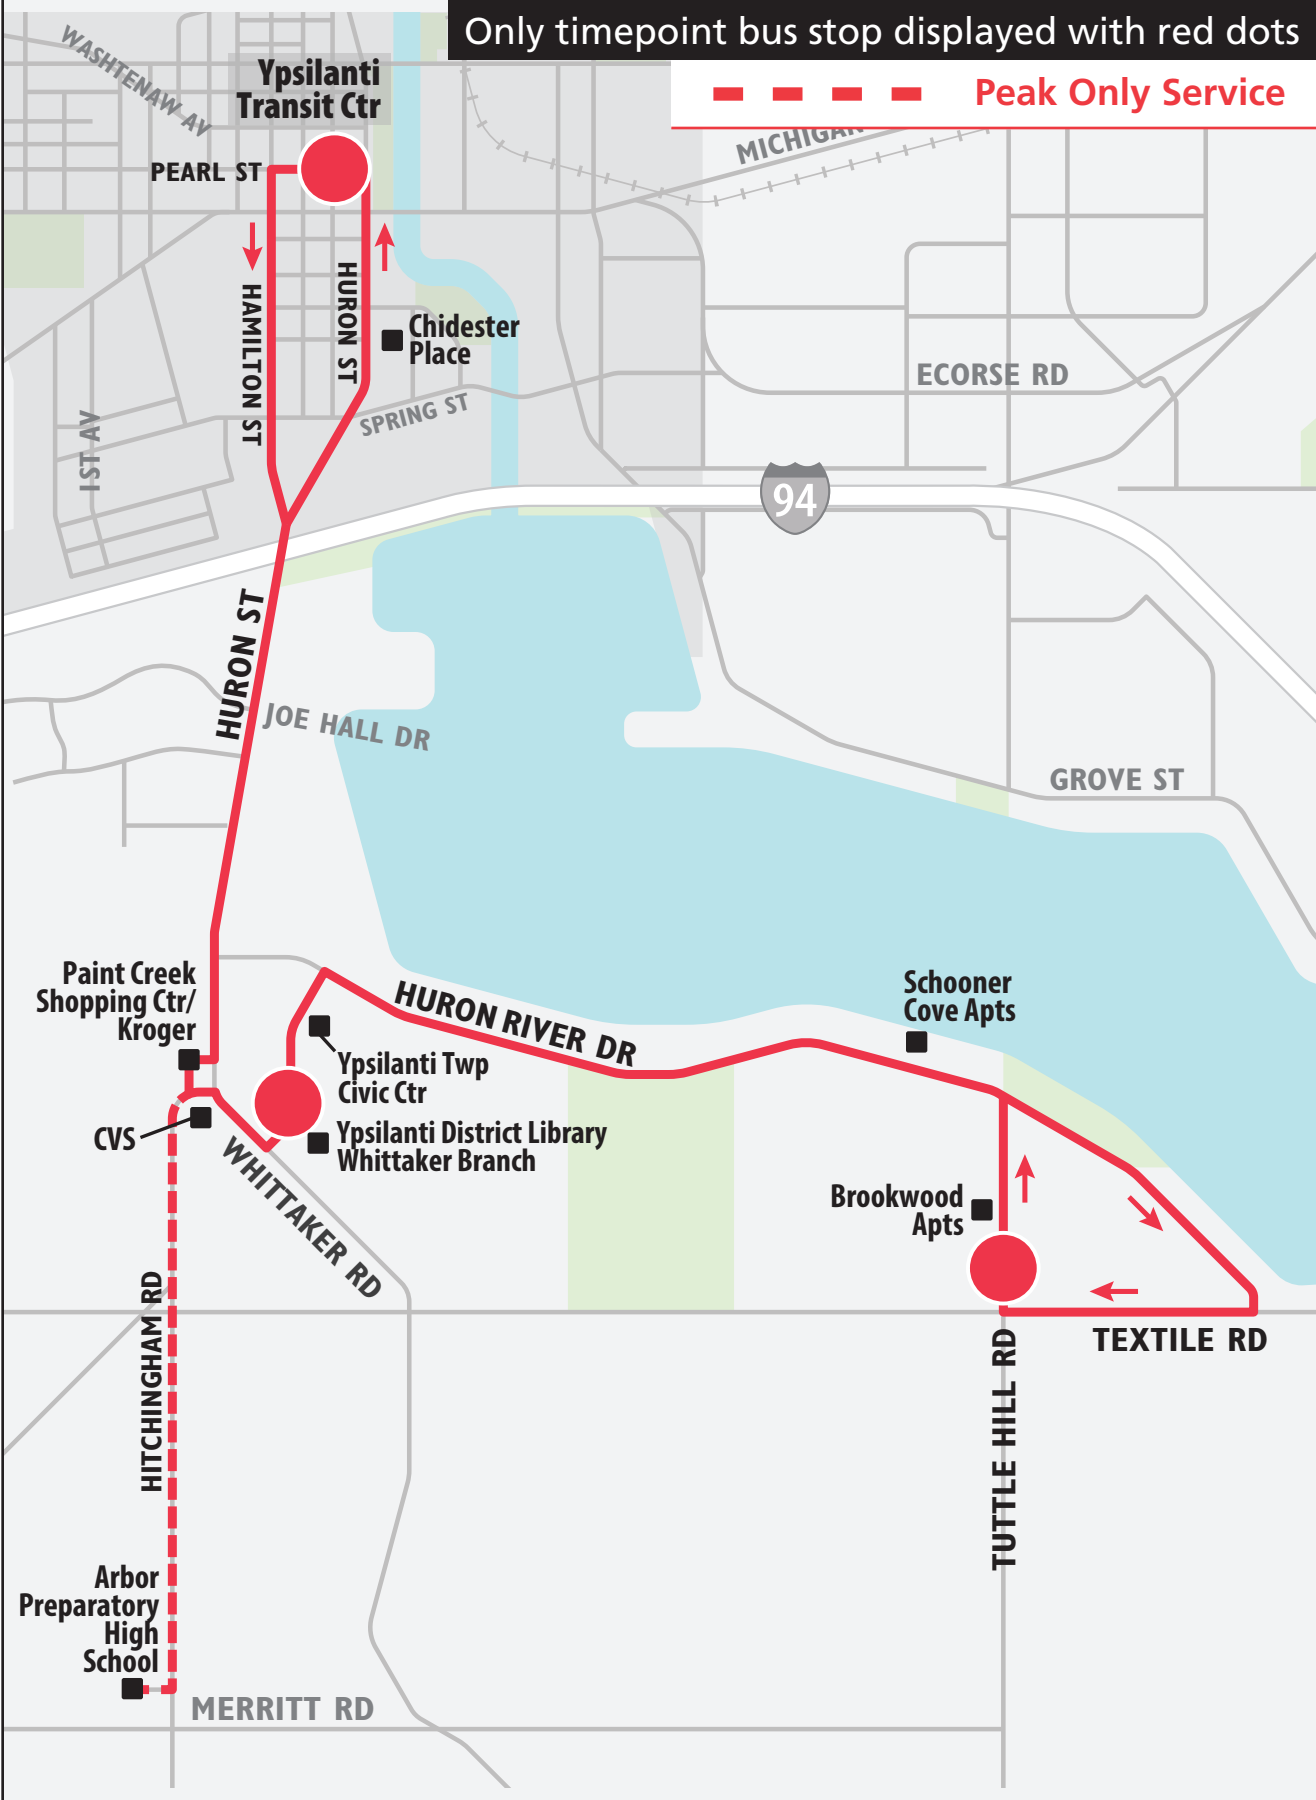 Only timepoint bus stop displayed with red dots
Peak Only Service
WASHTENAW AV
Ypsilanti
Transit Ctr
PEARL ST
MICHIGAN
HAMILTON ST
HURON ST
Chidester
Place
SPRING ST
ECORSE RD
1 ST AV
94
HURON ST
JOE HALL DR
GROVE ST
Paint Creek
Shopping Ctr/
Kroger
HURON RIVER DR
Schooner
Cove Apts
Ypsilanti Twp
Civic Ctr
CVS
Ypsilanti District Library
Whittaker Branch
WHITTAKER RD
Brookwood
Apts
HITCHINGHAM RD
TEXTILE RD
TUTTLE HILL RD
Arbor
Preparatory
High
School
MERRITT RD